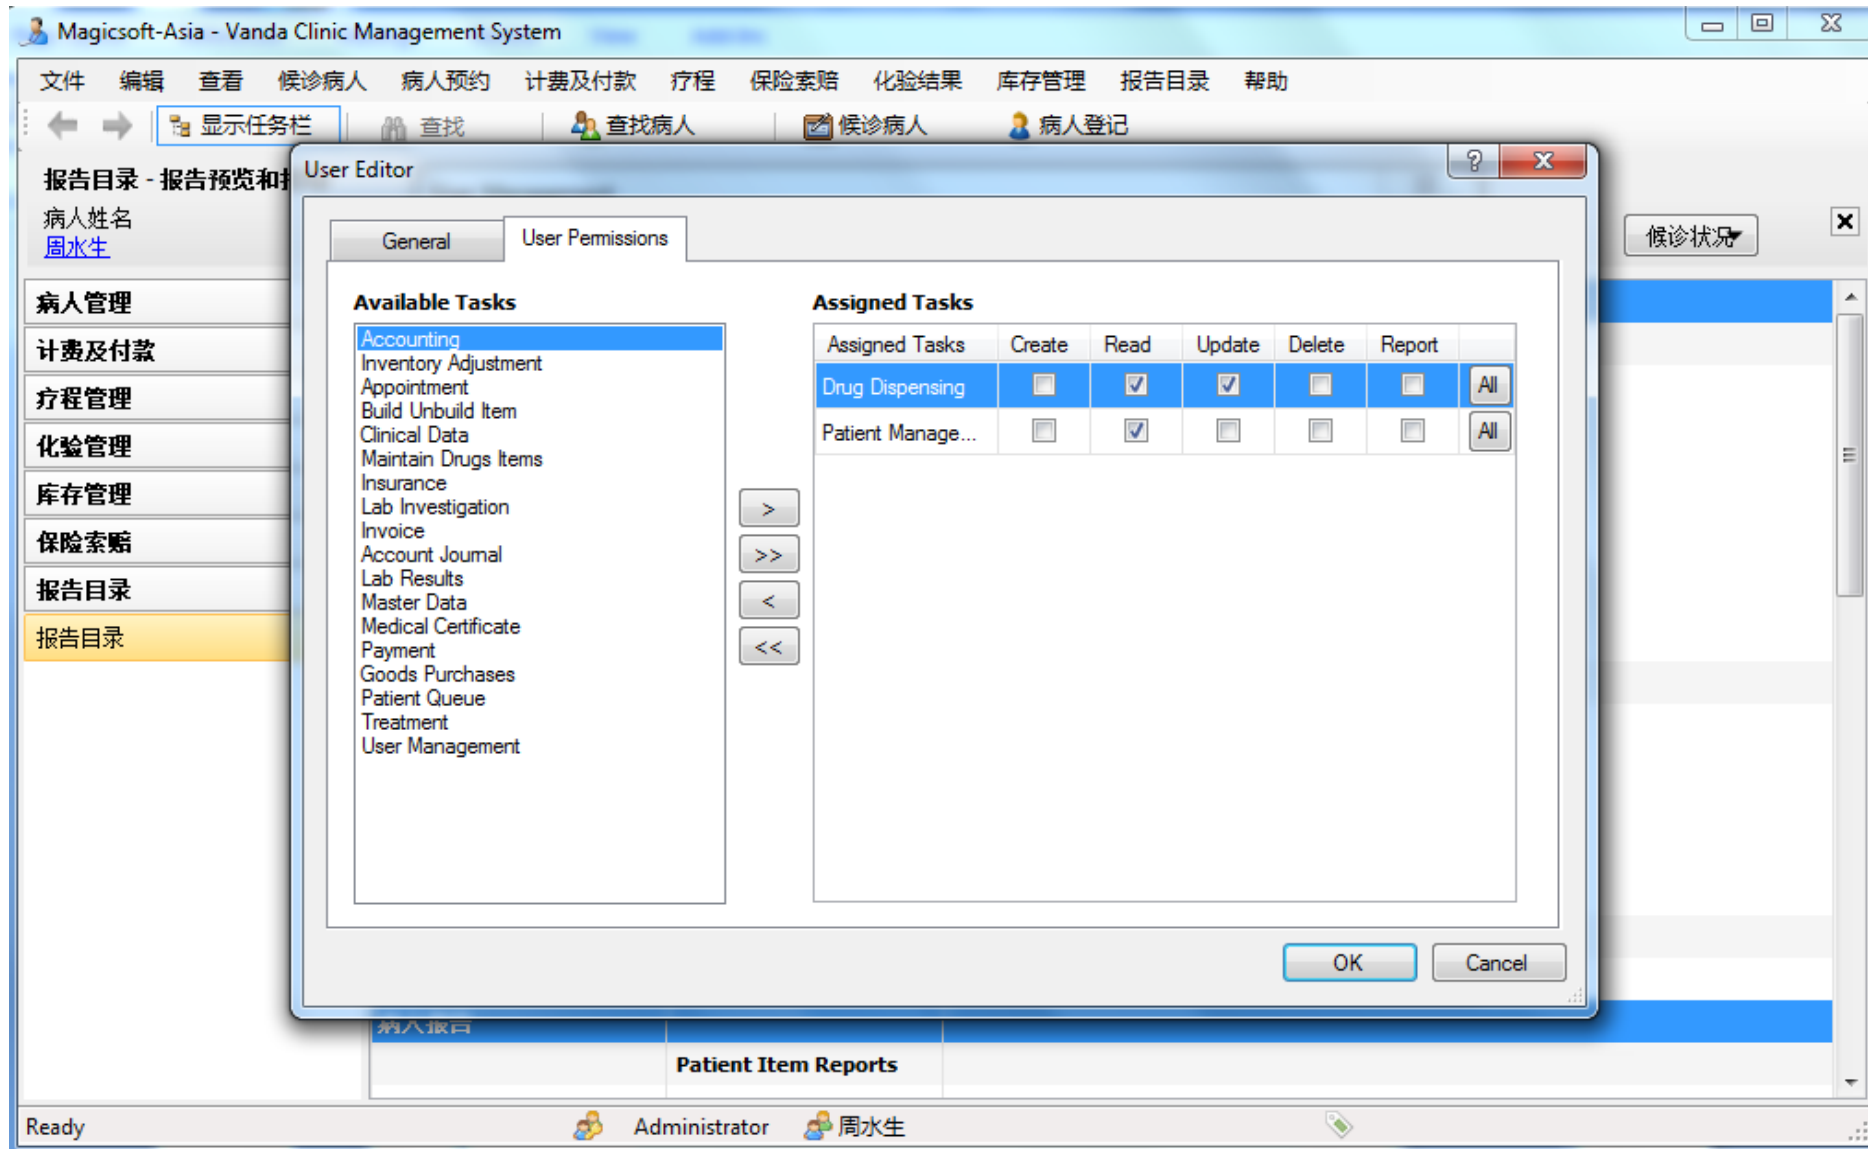 Magicsoft-Asia - Vanda Clinic Management System
文件 编辑 查看 候诊病人 病人预约 计费及付款 疗程 保险索赔 化验结果 库存管理 报告目录 帮助
显示任务栏 查找 查找病人 候诊病人 病人登记
报告目录 - 报告预览和
病人姓名
周水生
候诊状况
病人管理
计费及付款
疗程管理
化验管理
库存管理
保险索赔
报告目录
报告目录
User Editor
General User Permissions
Available Tasks
Accounting
Inventory Adjustment
Appointment
Build Unbuild Item
Clinical Data
Maintain Drugs Items
Insurance
Lab Investigation
Invoice
Account Journal
Lab Results
Master Data
Medical Certificate
Payment
Goods Purchases
Patient Queue
Treatment
User Management
>
>>
<
<<
Assigned Tasks
Assigned Tasks Create Read Update Delete Report
Drug Dispensing All
Patient Manage... All
OK Cancel
病人报告
Patient Item Reports
Ready Administrator 周水生